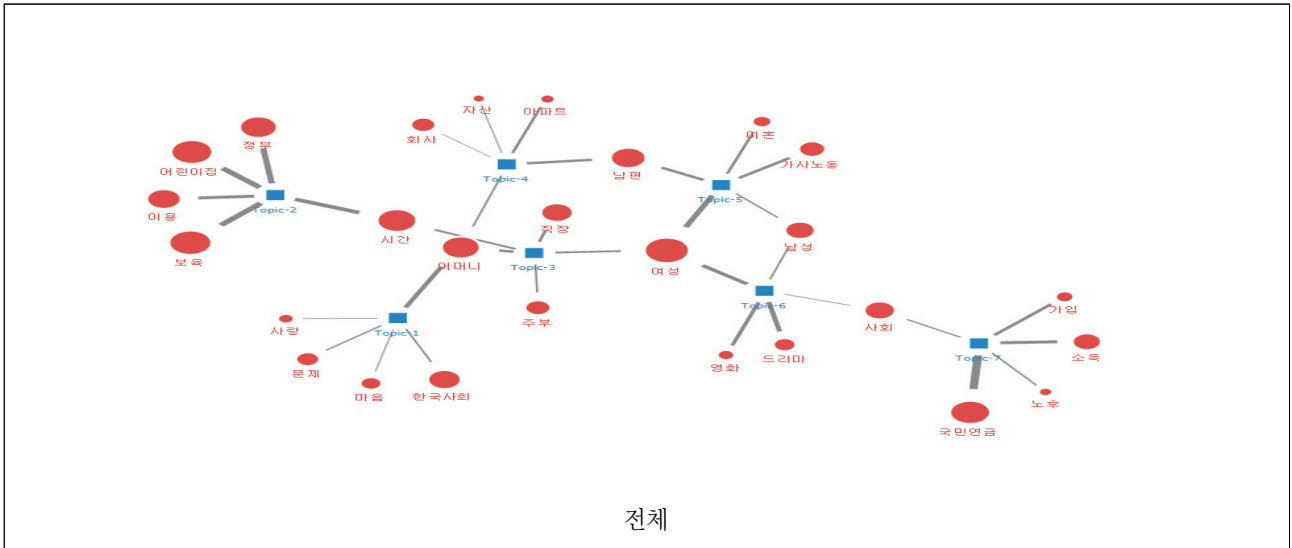 자산
아파트
회사
정부
이혼
어린이집
가사노동
남편
Topic-4
Topic-5
Topic-2
이용
직장
시간
남성
보육
어머니
Topic-3
여성
가입
Topic-6
주부
사회
사랑
Topic-1
소득
드라마
Topic-7
영화
문제
마음
한국사회
노후
국민연금
전체